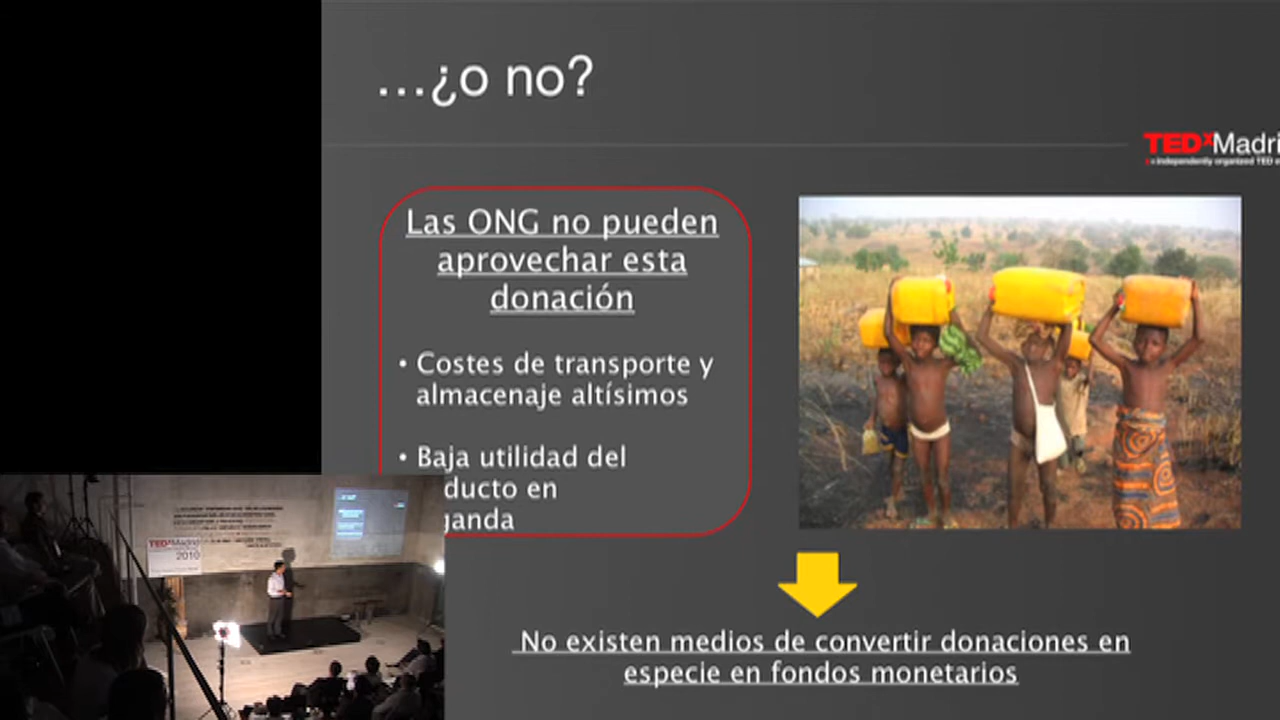 …¿o no?
TEDxMadri
Las ONG no pueden
aprovechar esta
donación
• Costes de transporte y
almacenaje altísimos
• Baja utilidad del
ducto en
ganda
No existen medios de convertir donaciones en
especie en fondos monetarios
TEDxMadrid
2010